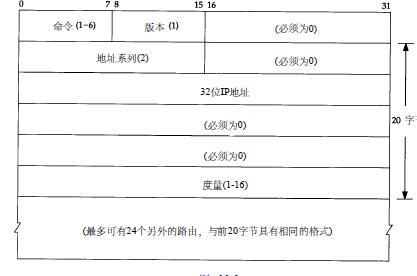 0 7 8 15 16 31
命令 (1-6) 版本 (1) (必须为0)
地址系列(2) (必须为0)
32位IP地址
20 字节
(必须为0)
(必须为0)
度量(1-16)
(最多可有24个另外的路由，与前20字节具有相同的格式)